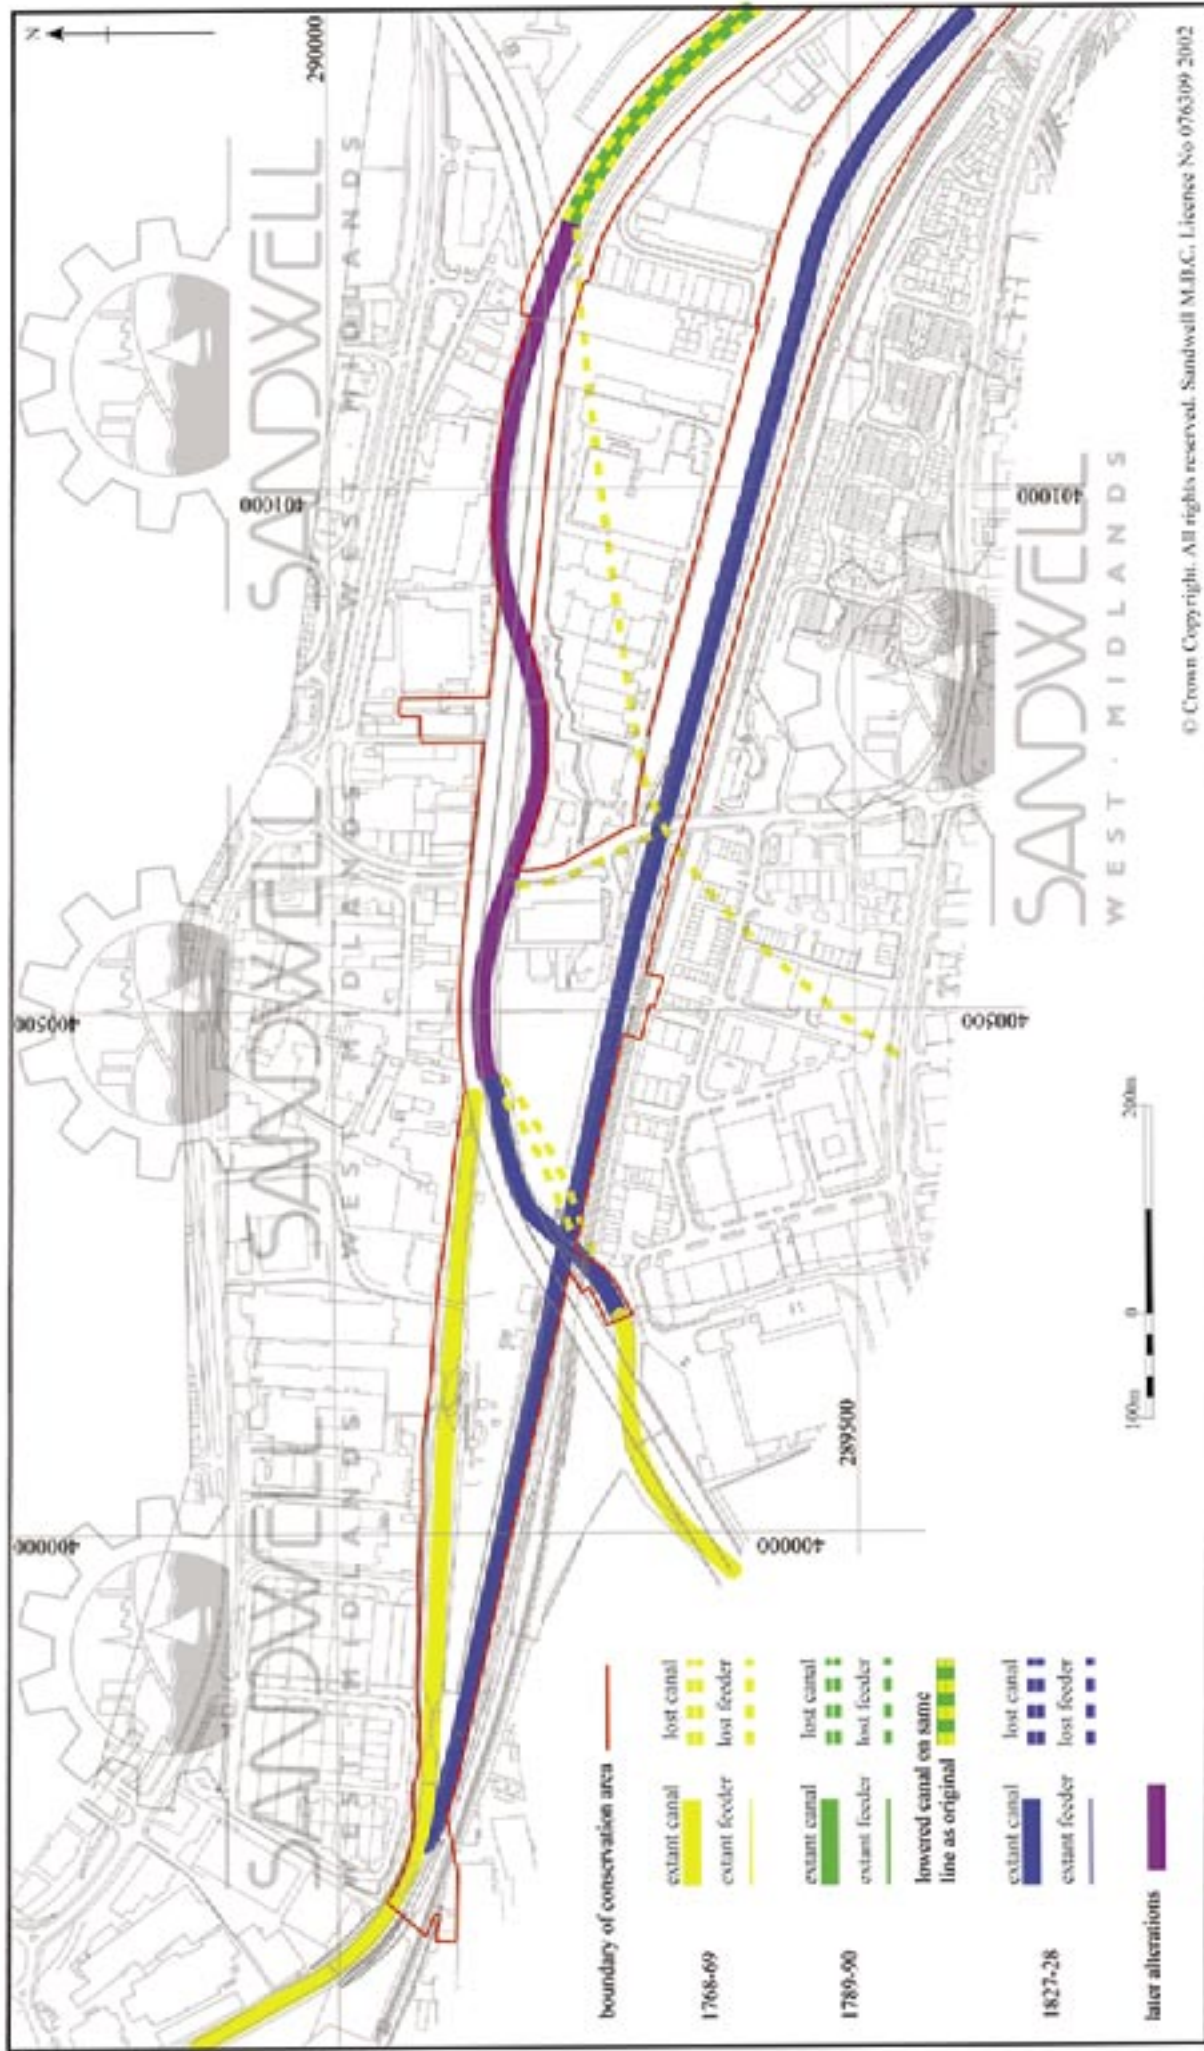 N
290000
SANDWELL
WEST MIDLANDS
401000
SANDWELL
WEST MIDLANDS
400500
SANDWELL
WEST MIDLANDS
400000
401000
SANDWELL
WEST · MIDLANDS
400500
400000
289500
100m 0 200m
boundary of conservation area
1768-69
extant canal
lost canal
extant feeder
lost feeder
1789-90
extant canal
lost canal
extant feeder
lost feeder
lowered canal on same
line as original
1827-28
extant canal
lost canal
extant feeder
lost feeder
later alterations
© Crown Copyright. All rights reserved. Sandwell M.B.C. Licence No 076309 2002